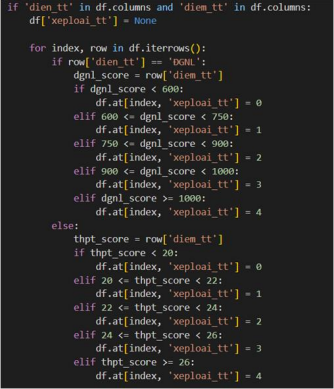 if 'dien_tt' in df.columns and 'diem_tt' in df.columns:
    df['xeploai_tt'] = None
    for index, row in df.iterrows():
        if row['dien_tt'] == 'ĐGNL':
            dgnl_score = row['diem_tt']
            if dgnl_score < 600:
                df.at[index, 'xeploai_tt'] = 0
            elif 600 <= dgnl_score < 750:
                df.at[index, 'xeploai_tt'] = 1
            elif 750 <= dgnl_score < 900:
                df.at[index, 'xeploai_tt'] = 2
            elif 900 <= dgnl_score < 1000:
                df.at[index, 'xeploai_tt'] = 3
            elif dgnl_score >= 1000:
                df.at[index, 'xeploai_tt'] = 4
        else:
            thpt_score = row['diem_tt']
            if thpt_score < 20:
                df.at[index, 'xeploai_tt'] = 0
            elif 20 <= thpt_score < 22:
                df.at[index, 'xeploai_tt'] = 1
            elif 22 <= thpt_score < 24:
                df.at[index, 'xeploai_tt'] = 2
            elif 24 <= thpt_score < 26:
                df.at[index, 'xeploai_tt'] = 3
            elif thpt_score >= 26:
                df.at[index, 'xeploai_tt'] = 4